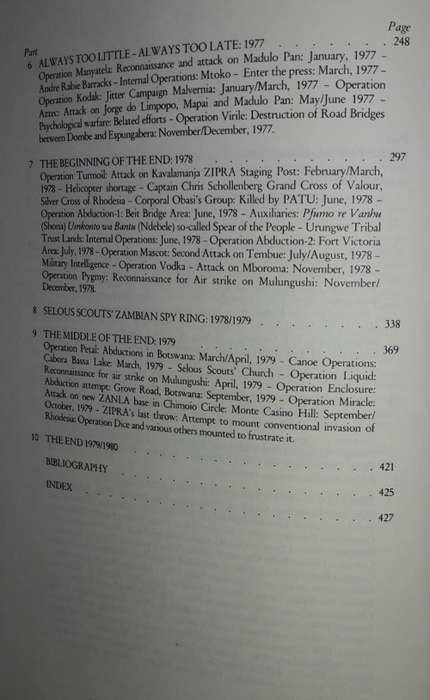 Page
Part
6 ALWAYS TOO LITTLE – ALWAYS TOO LATE: 1977 . . . . . . . 248
Operation Manyatela: Reconnaissance and attack on Madulo Pan: January, 1977 –
Andre Rabie Barracks – Internal Operations: Mtoko – Enter the press: March, 1977 –
Operation Kodak: Jitter Campaign Malvernia: January/March, 1977 – Operation
Aztec: Attack on Jorge do Limpopo, Mapai and Madulo Pan: May/June 1977 –
Psychological warfare: Belated efforts – Operation Virile: Destruction of Road Bridges
between Dombe and Espungabera: November/December, 1977.
7 THE BEGINNING OF THE END: 1978 . . . . . . . . . . 297
Operation Turmoil: Attack on Kavalamanja ZIPRA Staging Post: February/March,
1978 – Helicopter shortage – Captain Chris Schollenberg Grand Cross of Valour,
Silver Cross of Rhodesia – Corporal Obasi's Group: Killed by PATU: June, 1978 –
Operation Abduction-1: Beit Bridge Area: June, 1978 – Auxiliaries: Pfumo re Vanhu
(Shona) Umkonto wa Bantu (Ndebele) so-called Spear of the People – Urungwe Tribal
Trust Lands: Internal Operations: June, 1978 – Operation Abduction-2: Fort Victoria
Area: July, 1978 – Operation Mascot: Second Attack on Tembue: July/August, 1978 –
Military Intelligence – Operation Vodka – Attack on Mboroma: November, 1978 –
Operation Pygmy: Reconnaissance for Air strike on Mulungushi: November/
December, 1978.
8 SELOUS SCOUTS' ZAMBIAN SPY RING: 1978/1979 . . . . . . . 338
9 THE MIDDLE OF THE END: 1979 . . . . . . . . . . 369
Operation Petal: Abductions in Botswana: March/April, 1979 – Canoe Operations:
Cabora Bassa Lake: March, 1979 – Selous Scouts' Church – Operation Liquid:
Reconnaissance for air strike on Mulungushi: April, 1979 – Operation Enclosure:
Abduction attempt: Grove Road, Botswana: September, 1979 – Operation Miracle:
Attack on new ZANLA base in Chimoio Circle: Monte Casino Hill: September/
October, 1979 – ZIPRA's last throw: Attempt to mount conventional invasion of
Rhodesia: Operation Dice and various others mounted to frustrate it.
10 THE END 1979/1980 . . . . . . . . . . . . 421
BIBLIOGRAPHY . . . . . . . . . . . . 425
INDEX . . . . . . . . . . . . . 427